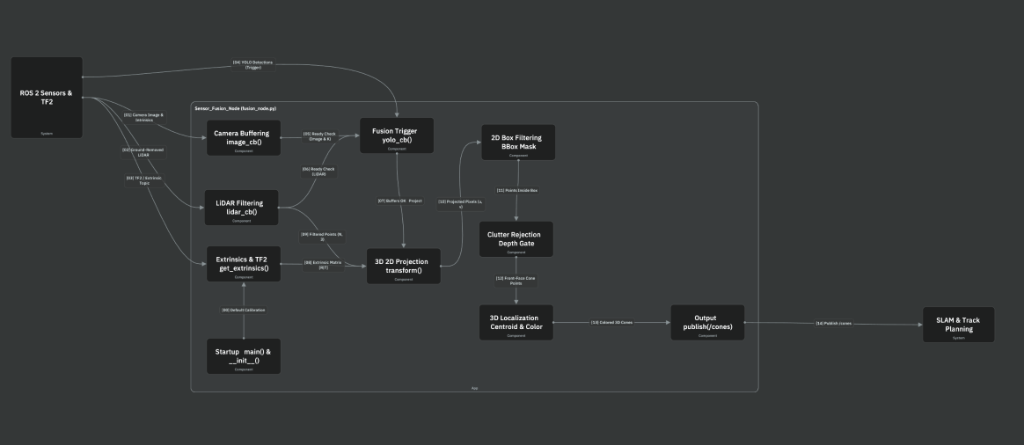 ROS 2 Sensors &
TF2
System
[04] YOLO Detections
(Trigger)
[01] Camera Image &
Intrinsics
[02] Ground-Removed
LiDAR
[03] TF2 / Extrinsic
Topic
Sensor_Fusion_Node (fusion_node.py)
Camera Buffering
image_cb()
Component
[05] Ready Check
(Image & K)
Fusion Trigger
yolo_cb()
Component
2D Box Filtering
BBox Mask
Component
[06] Ready Check
(LiDAR)
LiDAR Filtering
lidar_cb()
Component
[07] Buffers OK Project
[10] Projected Points (u,
v)
[11] Points Inside Box
[09] Filtered Points (N,
3)
Clutter Rejection
Depth Gate
Component
Extrinsics & TF2
get_extrinsics()
Component
[08] Extrinsic Matrix
3D 2D Projection
transform()
Component
[12] Front-Face Cone
Points
[00] Default Calibration
3D Localization
Centroid & Color
Component
[13] Colored 3D Cones
Output
publish(/cones)
Component
[14] Publish /cones
SLAM & Track
Planning
System
Startup main() &
__init__()
Component